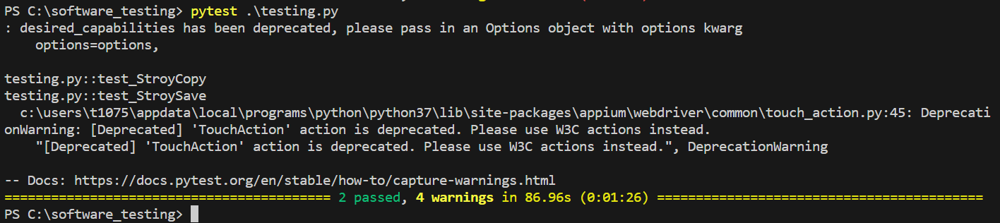 PS C:\software_testing> pytest .\testing.py
: desired_capabilities has been deprecated, please pass in an Options object with options kwarg
    options=options,

testing.py::test_StroyCopy
testing.py::test_StroySave
  c:\users\t1075\appdata\local\programs\python\python37\lib\site-packages\appium\webdriver\common\touch_action.py:45: Deprecati
onWarning: [Deprecated] 'TouchAction' action is deprecated. Please use W3C actions instead.
    "[Deprecated] 'TouchAction' action is deprecated. Please use W3C actions instead.", DeprecationWarning

-- Docs: https://docs.pytest.org/en/stable/how-to/capture-warnings.html
========================================== 2 passed, 4 warnings in 86.96s (0:01:26) ==========================================
PS C:\software_testing>